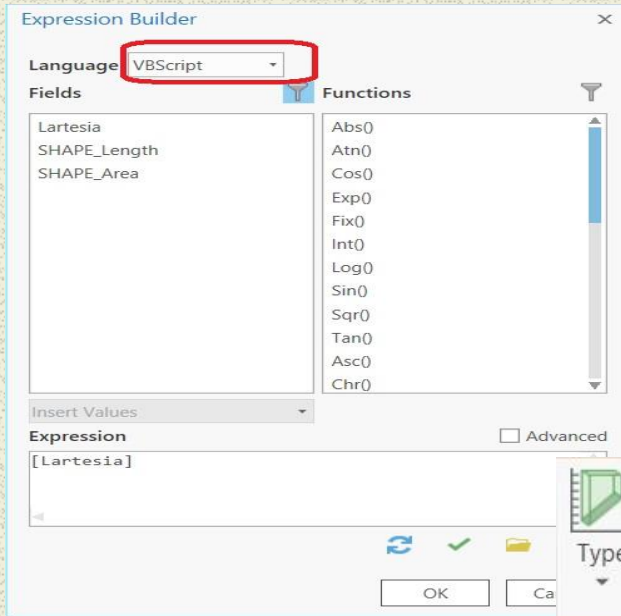 Expression Builder
Language VBScript
Fields
Functions
Lartesia
SHAPE_Length
SHAPE_Area
Abs()
Atn()
Cos()
Exp()
Fix()
Int()
Log()
Sin()
Sqr()
Tan()
Asc()
Chr()
Insert Values
Expression
Advanced
[Lartesia]
Type
OK
Ca